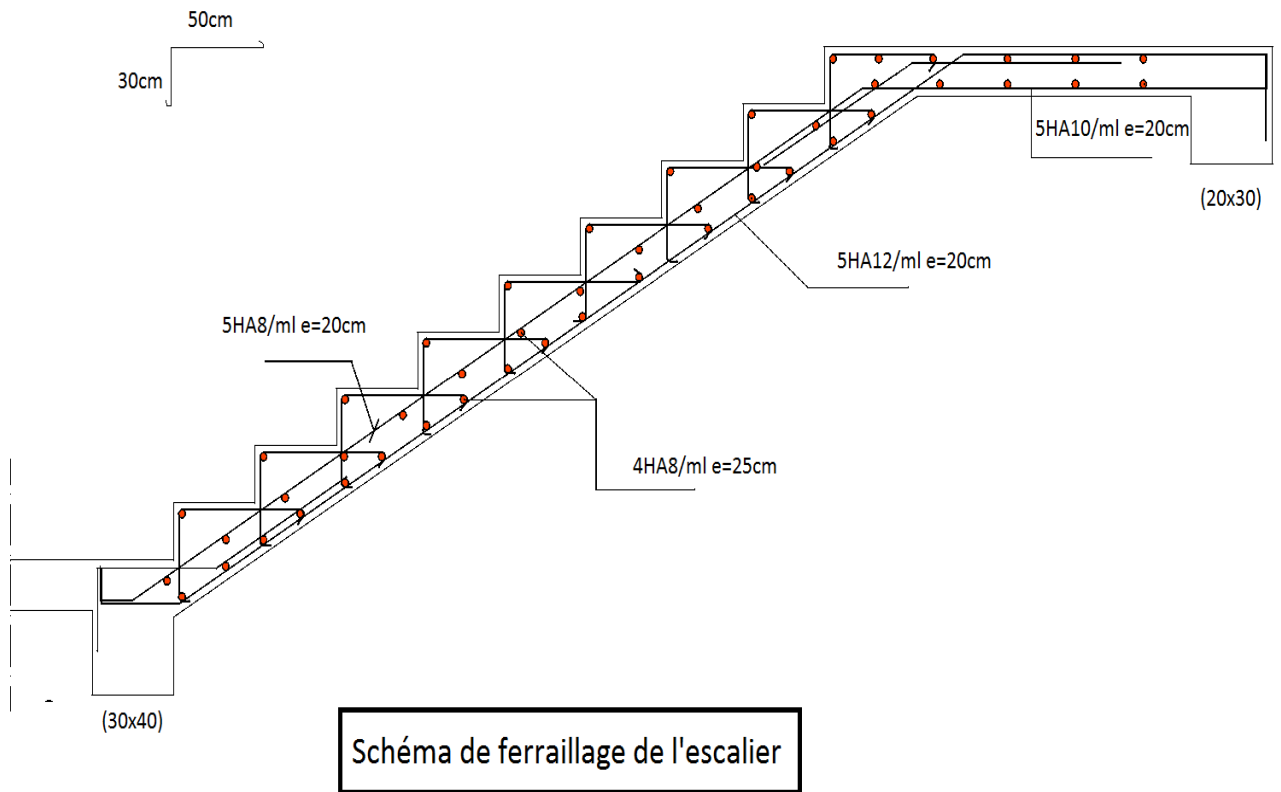 50cm
30cm
5HA10/ml e=20cm
(20x30)
5HA12/ml e=20cm
5HA8/ml e=20cm
4HA8/ml e=25cm
(30x40)
Schéma de ferraillage de l'escalier